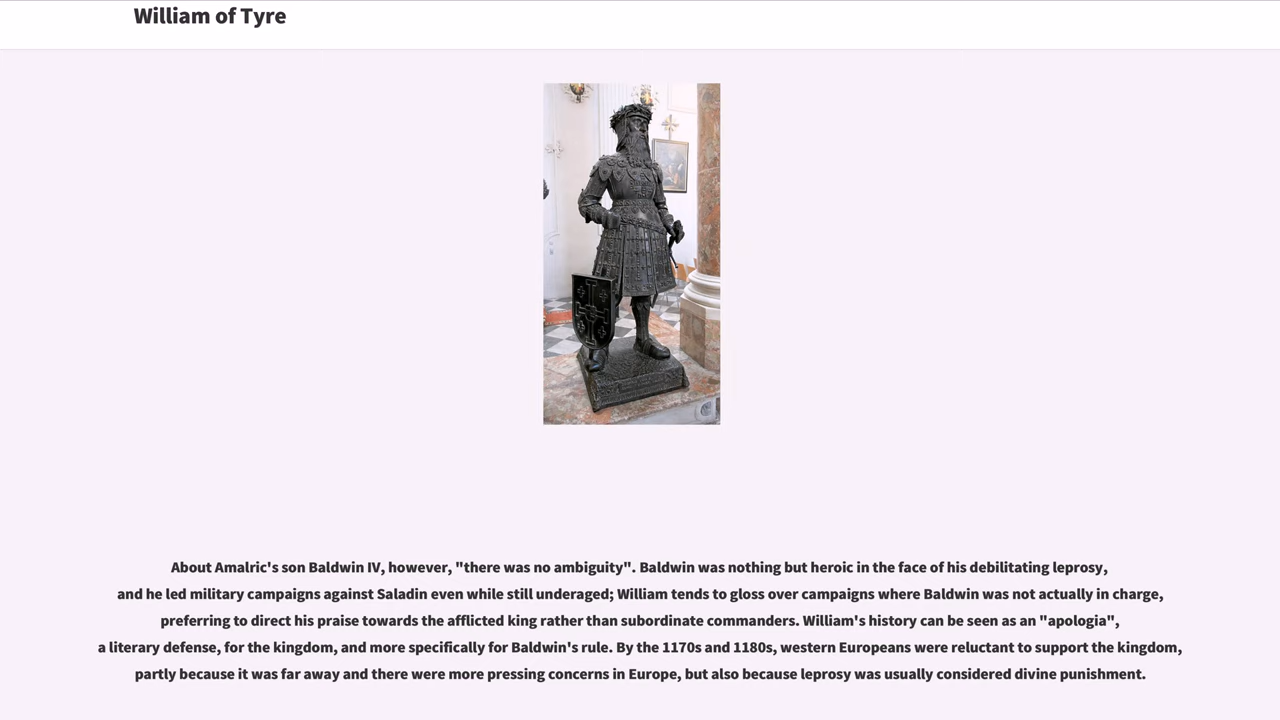 William of Tyre
About Amalric's son Baldwin IV, however, "there was no ambiguity". Baldwin was nothing but heroic in the face of his debilitating leprosy,
and he led military campaigns against Saladin even while still underaged; William tends to gloss over campaigns where Baldwin was not actually in charge,
preferring to direct his praise towards the afflicted king rather than subordinate commanders. William's history can be seen as an "apologia",
a literary defense, for the kingdom, and more specifically for Baldwin's rule. By the 1170s and 1180s, western Europeans were reluctant to support the kingdom,
partly because it was far away and there were more pressing concerns in Europe, but also because leprosy was usually considered divine punishment.